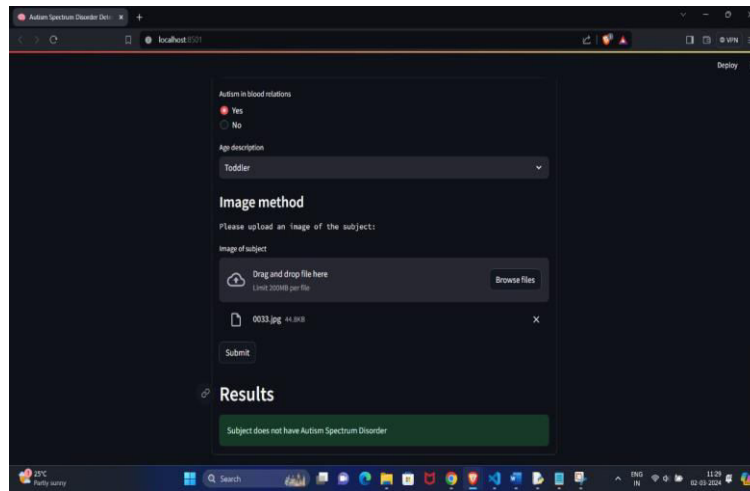 Autism Spectrum Disorder Dete
localhost:8501
VPN
Deploy
Autism in blood relations
Yes
No
Age description
Toddler
Image method
Please upload an image of the subject:
Image of subject
Drag and drop file here
Limit 200MB per file
Browse files
0033.jpg 44.8KB
Submit
Results
Subject does not have Autism Spectrum Disorder
25°C
Partly sunny
Search
ENG
IN
11:29
02-03-2024